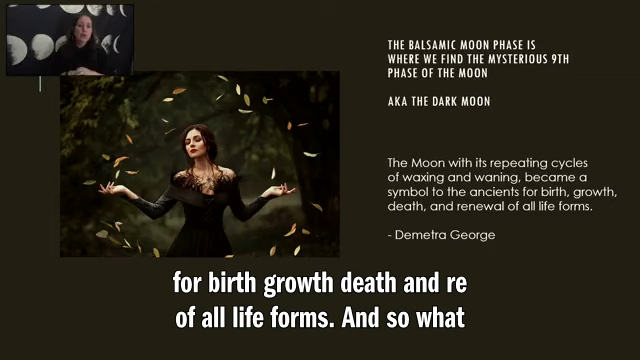 THE BALSAMIC MOON PHASE IS
WHERE WE FIND THE MYSTERIOUS 9TH
PHASE OF THE MOON
AKA THE DARK MOON
The Moon with its repeating cycles
of waxing and waning, became a
symbol to the ancients for birth, growth,
death, and renewal of all life forms.
- Demetra George
for birth growth death and re
of all life forms. And so what